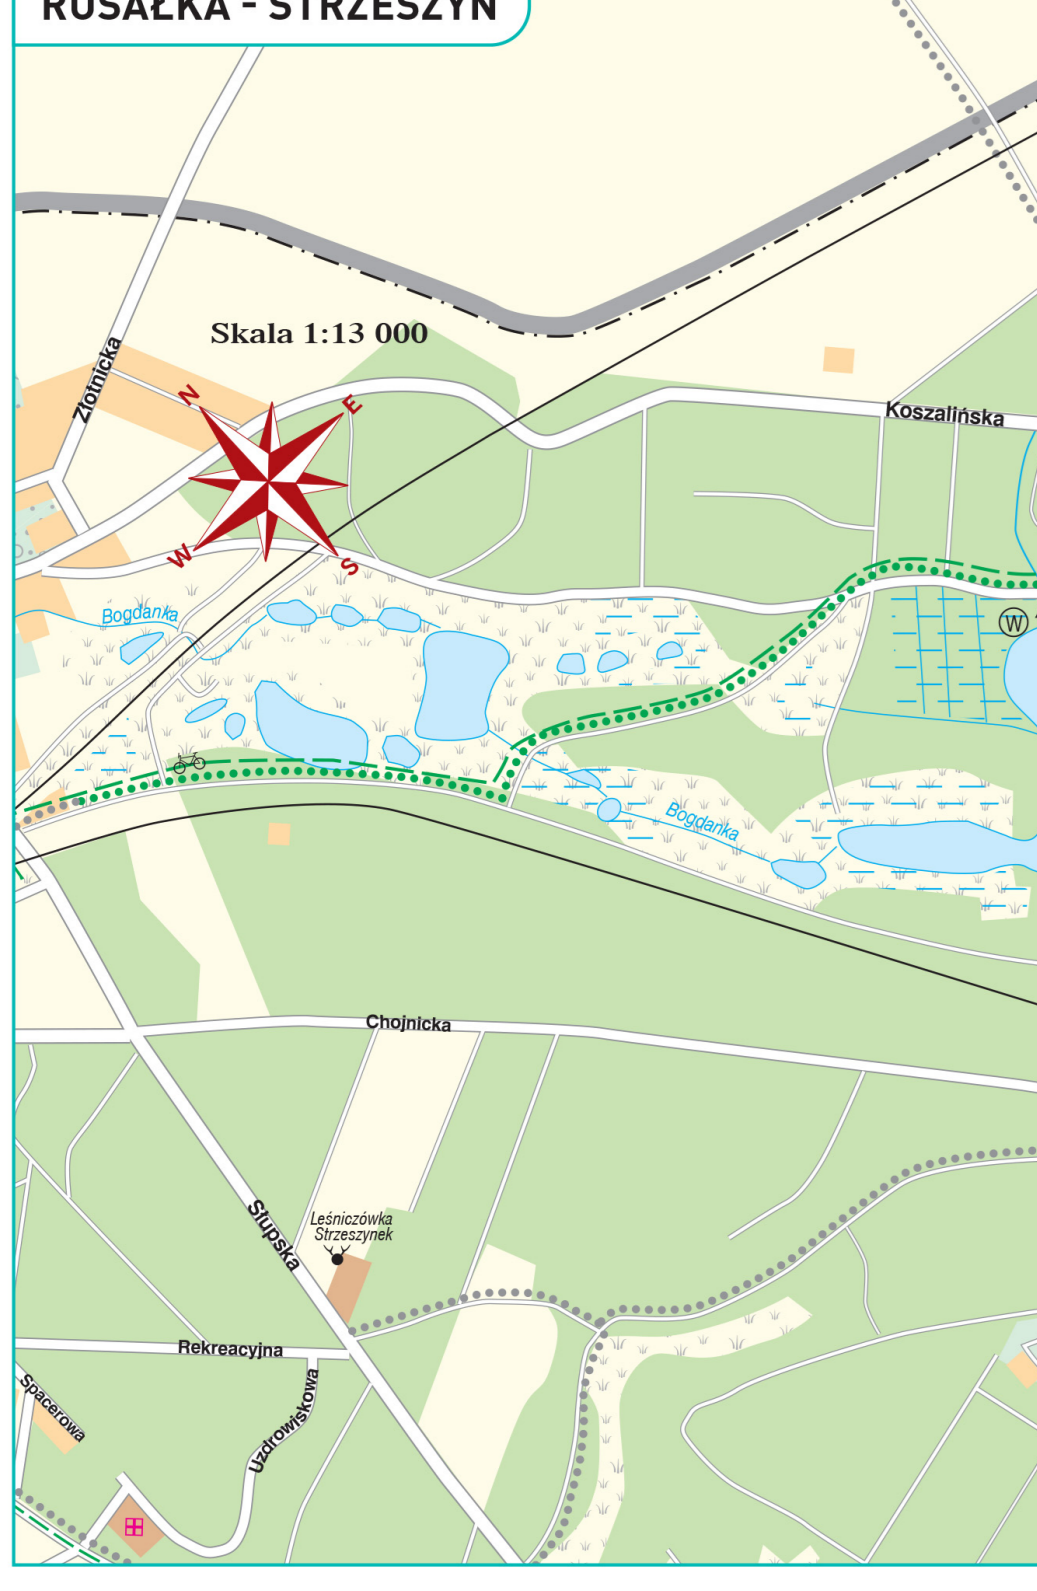 RUSAŁKA - STRZESZYN
Skala 1:13 000
Złotnicka
N
E
W
S
Koszalińska
Bogdanka
W
Bogdanka
Chojnicka
Słupska
Leśniczówka
Strzeszynek
Rekreacyjna
Spacerowa
Uzdrowiskowa